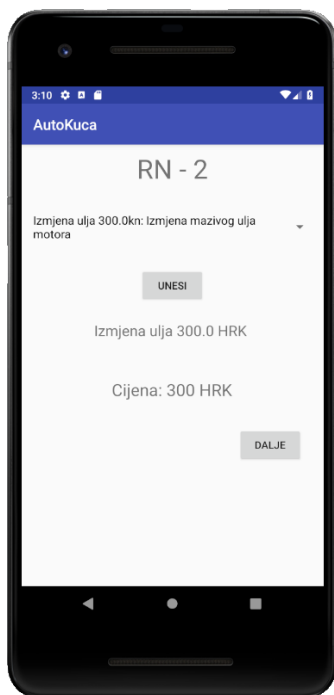 3:10
AutoKuca
RN - 2
Izmjena ulja 300.0kn: Izmjena mazivog ulja
motora
UNESI
Izmjena ulja 300.0 HRK
Cijena: 300 HRK
DALJE